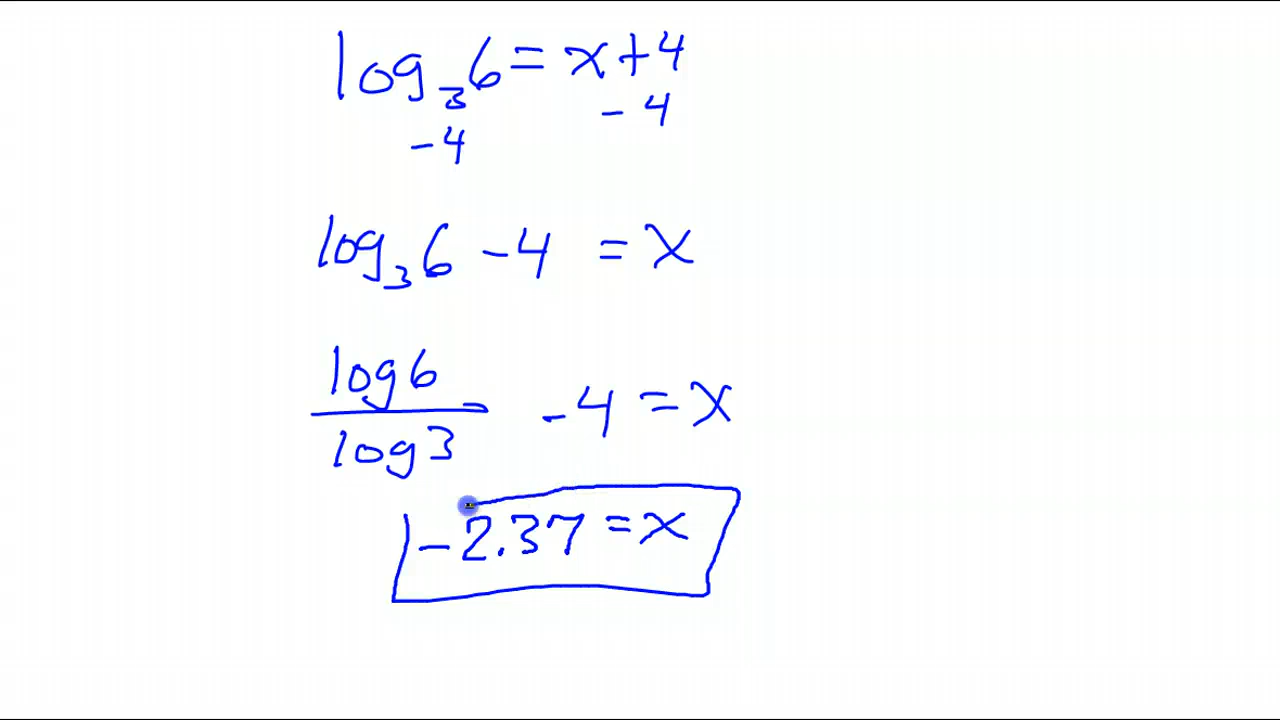 log₃6 = x+4
-4 -4
log₃6 -4 = x
log6
log3 -4 = x
-2.37 = x